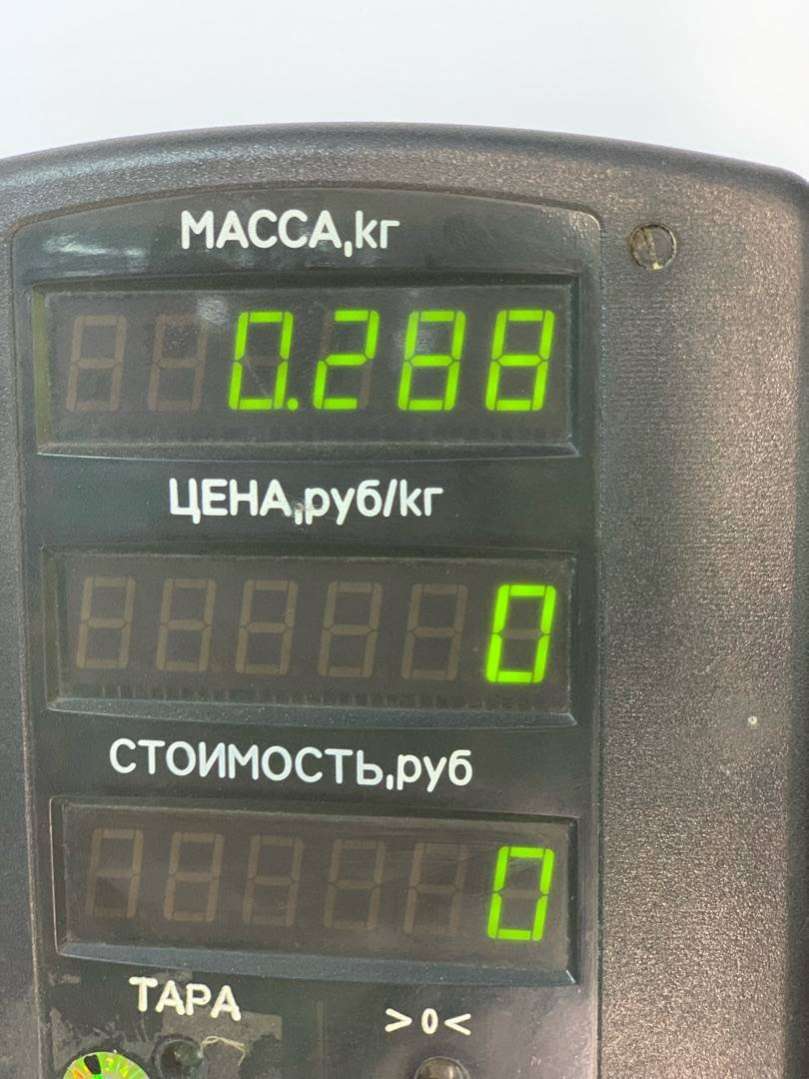 МАССА,кг
0.288
ЦЕНА,руб/кг
0
СТОИМОСТЬ,руб
0
ТАРА >0<